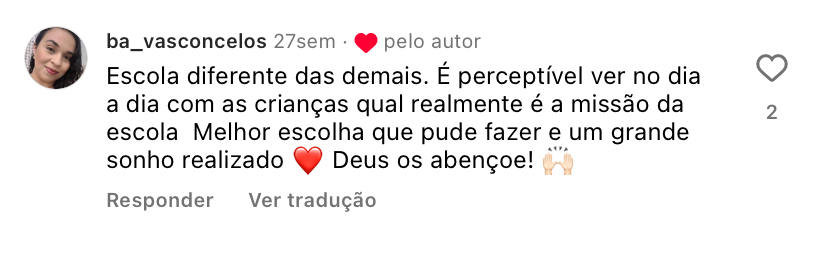 ba_vasconcelos 27sem · ❤️ pelo autor
Escola diferente das demais. É perceptível ver no dia
a dia com as crianças qual realmente é a missão da
escola  Melhor escolha que pude fazer e um grande
sonho realizado ❤️ Deus os abençoe! 🙌🏻
2
Responder Ver tradução